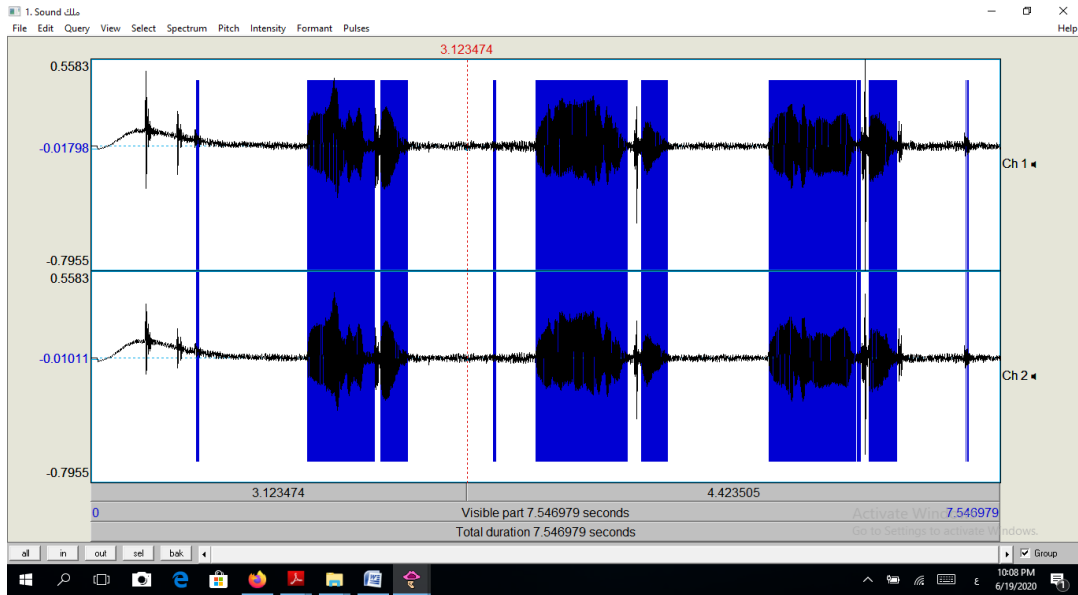 1. Sound ملك
File Edit Query View Select Spectrum Pitch Intensity Formant Pulses Help
3.123474
0.5583
-0.01798
Ch 1
-0.7955
0.5583
-0.01011
Ch 2
-0.7955
3.123474 4.423505
0 Visible part 7.546979 seconds 7.546979
Total duration 7.546979 seconds
Activate Windows
Go to Settings to activate Windows.
all in out sel bak Group
ع 10:08 PM
6/19/2020
1